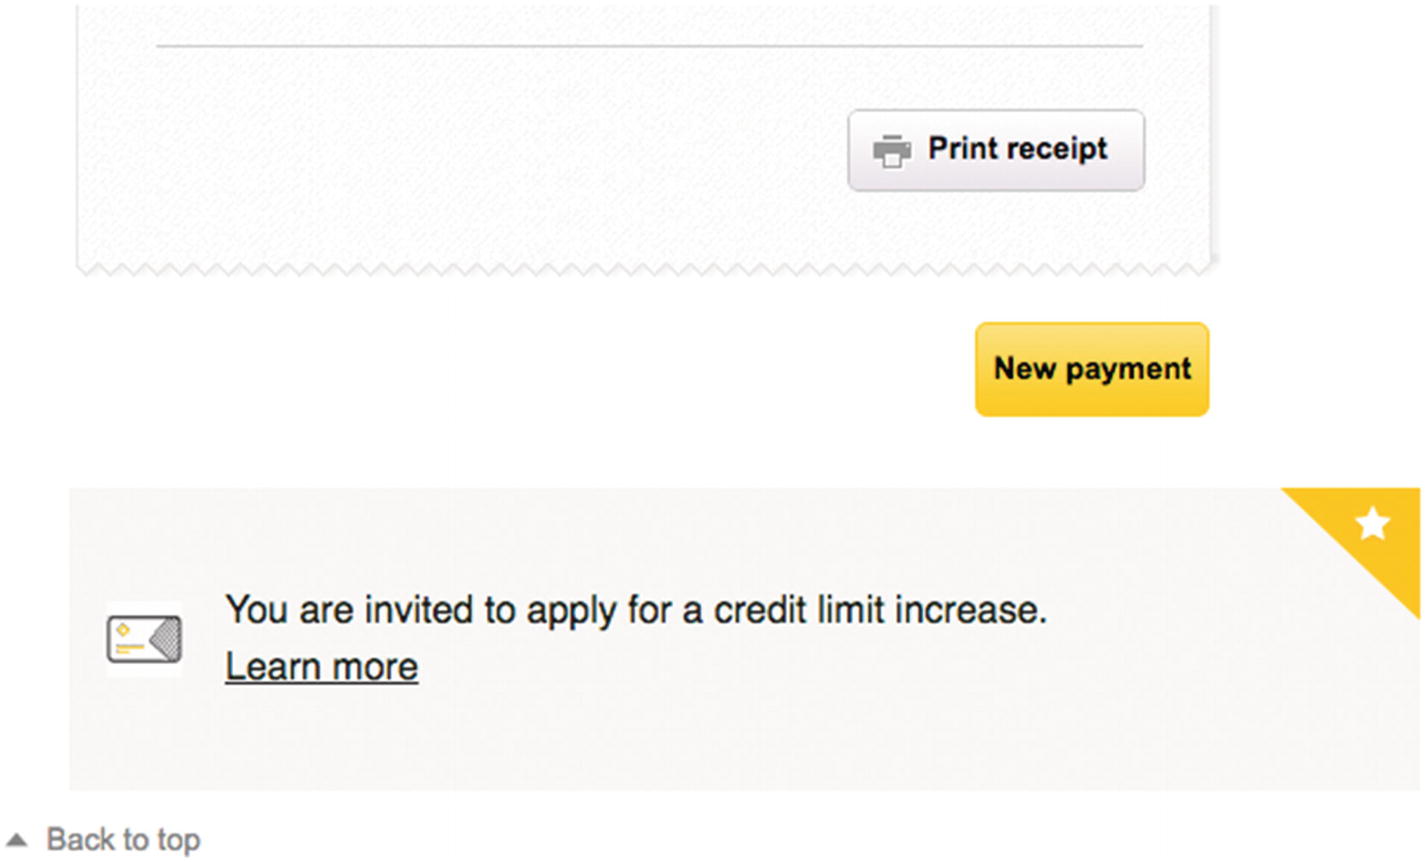 Print receipt
New payment
You are invited to apply for a credit limit increase.
Learn more
Back to top